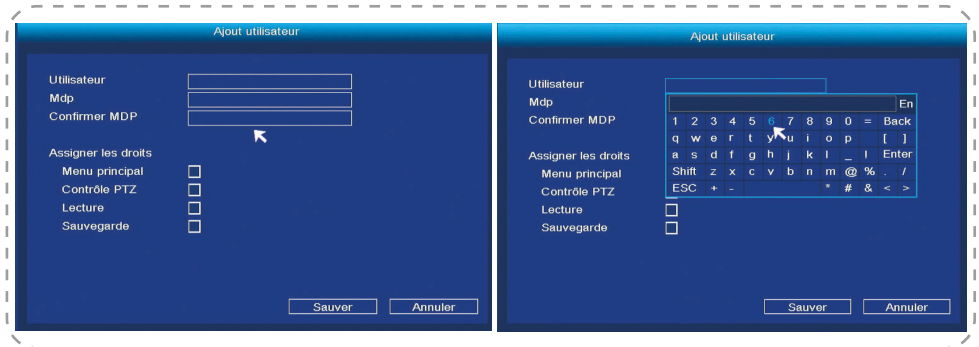 Ajout utilisateur
Utilisateur
Mdp
Confirmer MDP
Assigner les droits
Menu principal
Contrôle PTZ
Lecture
Sauvegarde
Sauver Annuler
Ajout utilisateur
Utilisateur
Mdp
En
Confirmer MDP
1 2 3 4 5 6 7 8 9 0 = Back
q w e r t y u i o p [ ]
Assigner les droits
a s d f g h j k l _ ! Enter
Menu principal
Shift z x c v b n m @ % . /
Contrôle PTZ
ESC + - * # & < >
Lecture
Sauvegarde
Sauver Annuler